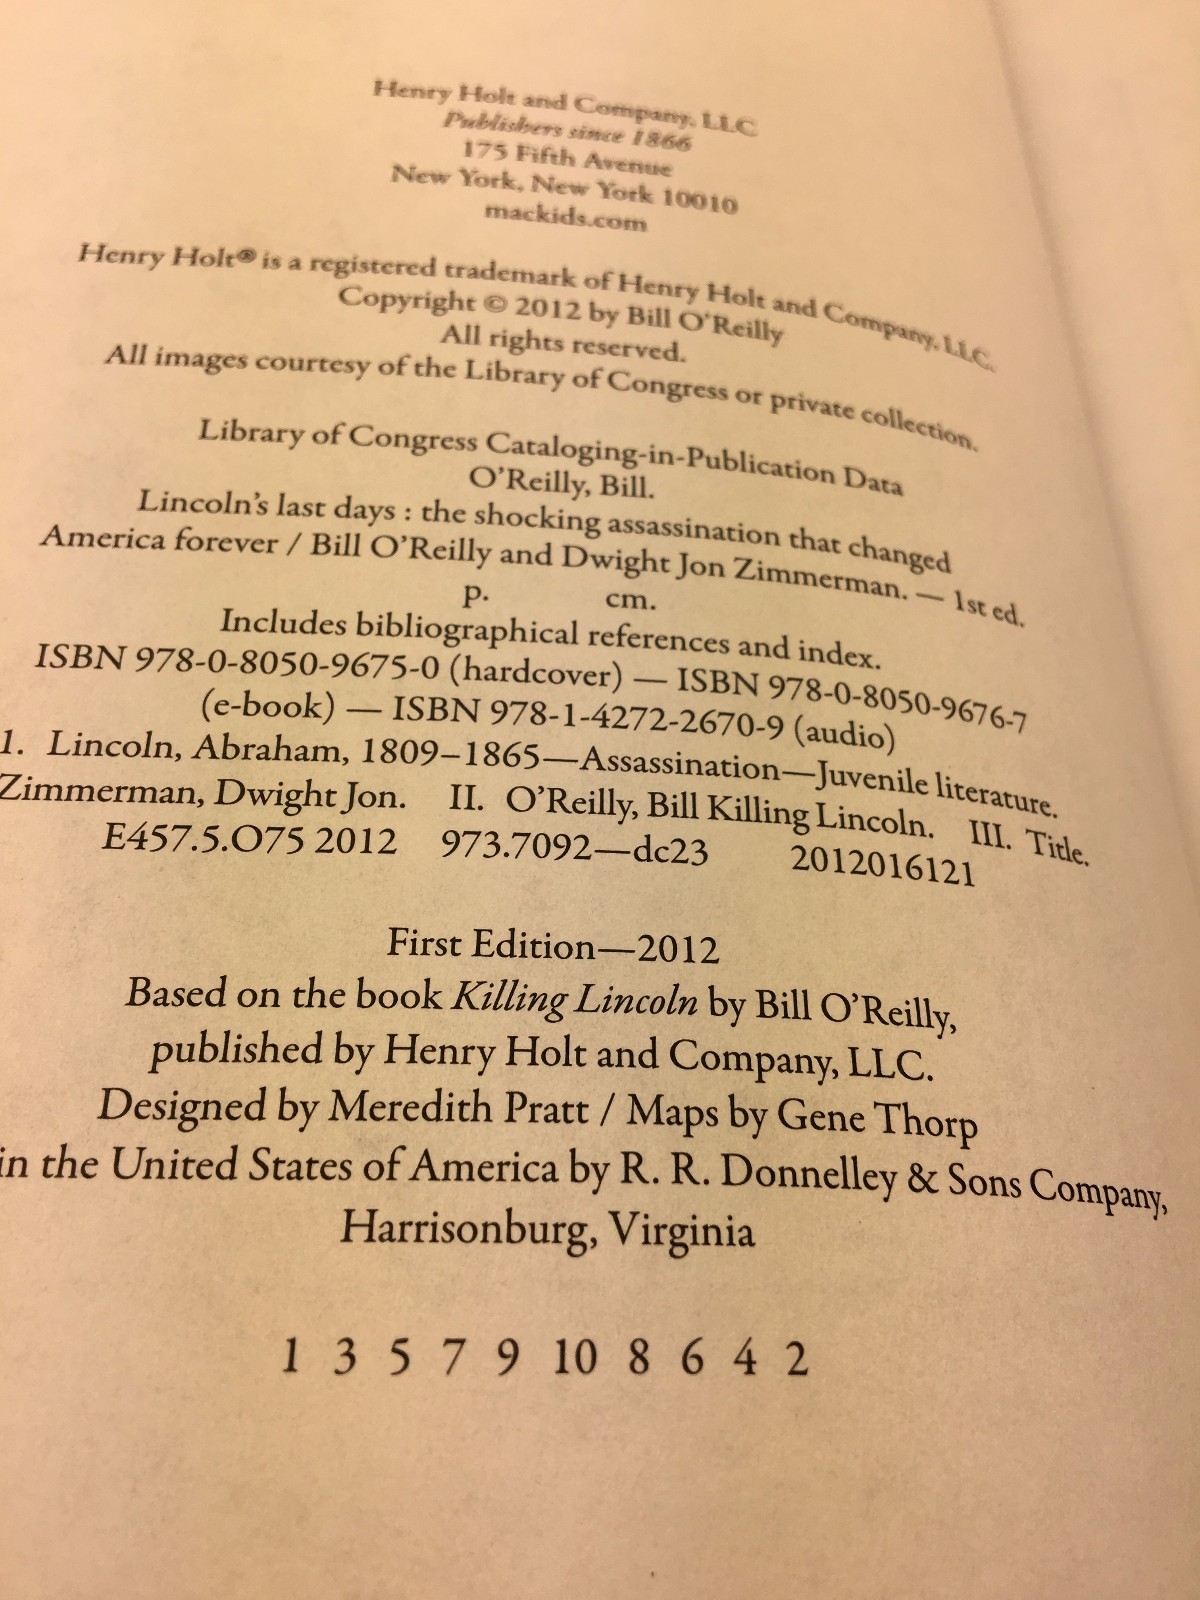 Henry Holt and Company, LLC
Publishers since 1866
175 Fifth Avenue
New York, New York 10010
mackids.com
Henry Holt® is a registered trademark of Henry Holt and Company, LLC.
Copyright © 2012 by Bill O'Reilly
All rights reserved.
All images courtesy of the Library of Congress or private collection.
Library of Congress Cataloging-in-Publication Data
O'Reilly, Bill.
Lincoln's last days : the shocking assassination that changed
America forever / Bill O'Reilly and Dwight Jon Zimmerman. — 1st ed.
p. cm.
Includes bibliographical references and index.
ISBN 978-0-8050-9675-0 (hardcover) — ISBN 978-0-8050-9676-7
(e-book) — ISBN 978-1-4272-2670-9 (audio)
1. Lincoln, Abraham, 1809–1865—Assassination—Juvenile literature.
Zimmerman, Dwight Jon. II. O'Reilly, Bill Killing Lincoln. III. Title.
E457.5.O75 2012 973.7092—dc23 2012016121
First Edition—2012
Based on the book Killing Lincoln by Bill O'Reilly,
published by Henry Holt and Company, LLC.
Designed by Meredith Pratt / Maps by Gene Thorp
in the United States of America by R. R. Donnelley & Sons Company,
Harrisonburg, Virginia
1 3 5 7 9 10 8 6 4 2